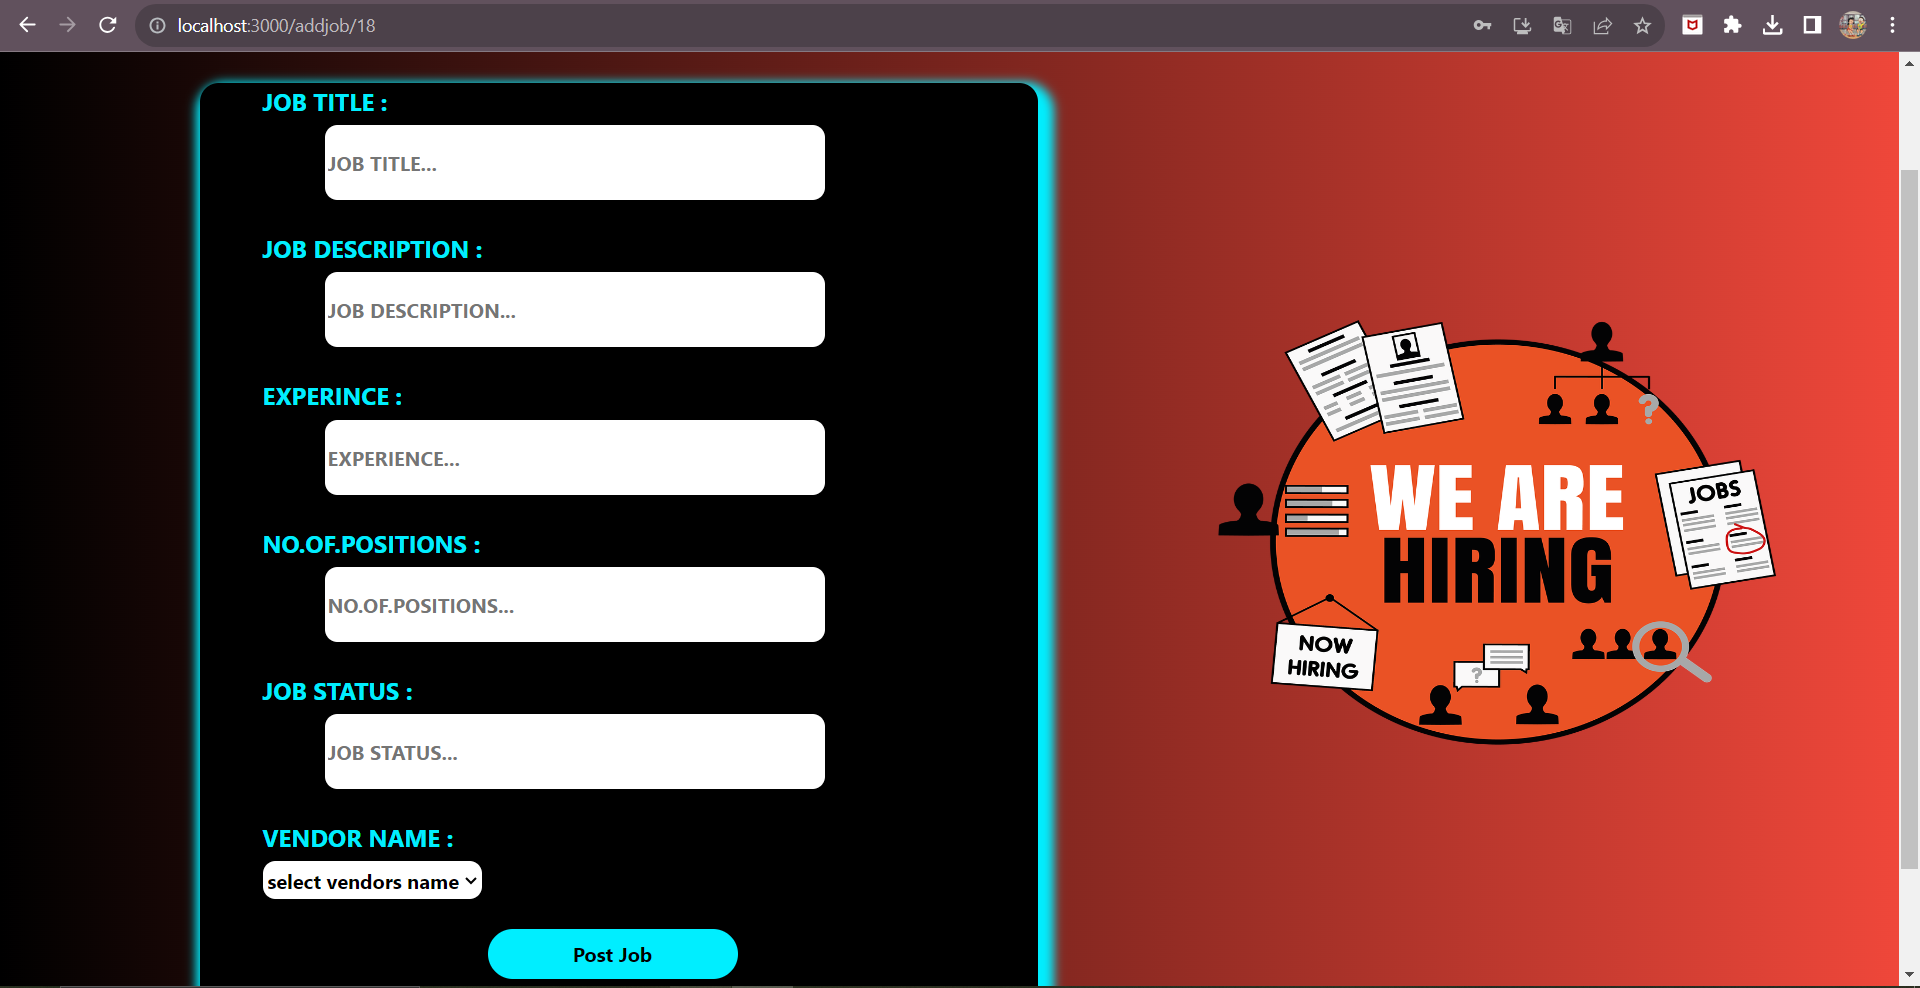 localhost:3000/addjob/18
JOB TITLE :
JOB TITLE...
JOB DESCRIPTION :
JOB DESCRIPTION...
EXPERINCE :
EXPERIENCE...
NO.OF.POSITIONS :
NO.OF.POSITIONS...
JOB STATUS :
JOB STATUS...
VENDOR NAME :
select vendors name
Post Job
WE ARE
HIRING
JOBS
NOW
HIRING
?
?